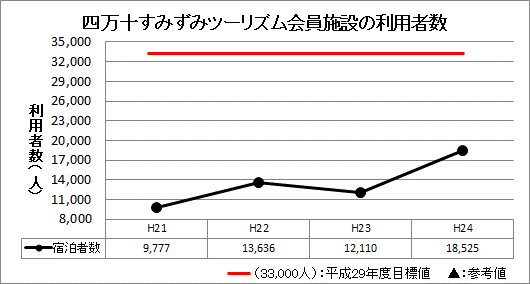 四万十すみずみツーリズム会員施設の利用者数
利用者数（人）
35,000
32,000
29,000
26,000
23,000
20,000
17,000
14,000
11,000
8,000
H21 H22 H23 H24
宿泊者数 9,777 13,636 12,110 18,525
（33,000人）：平成29年度目標値 ▲：参考値